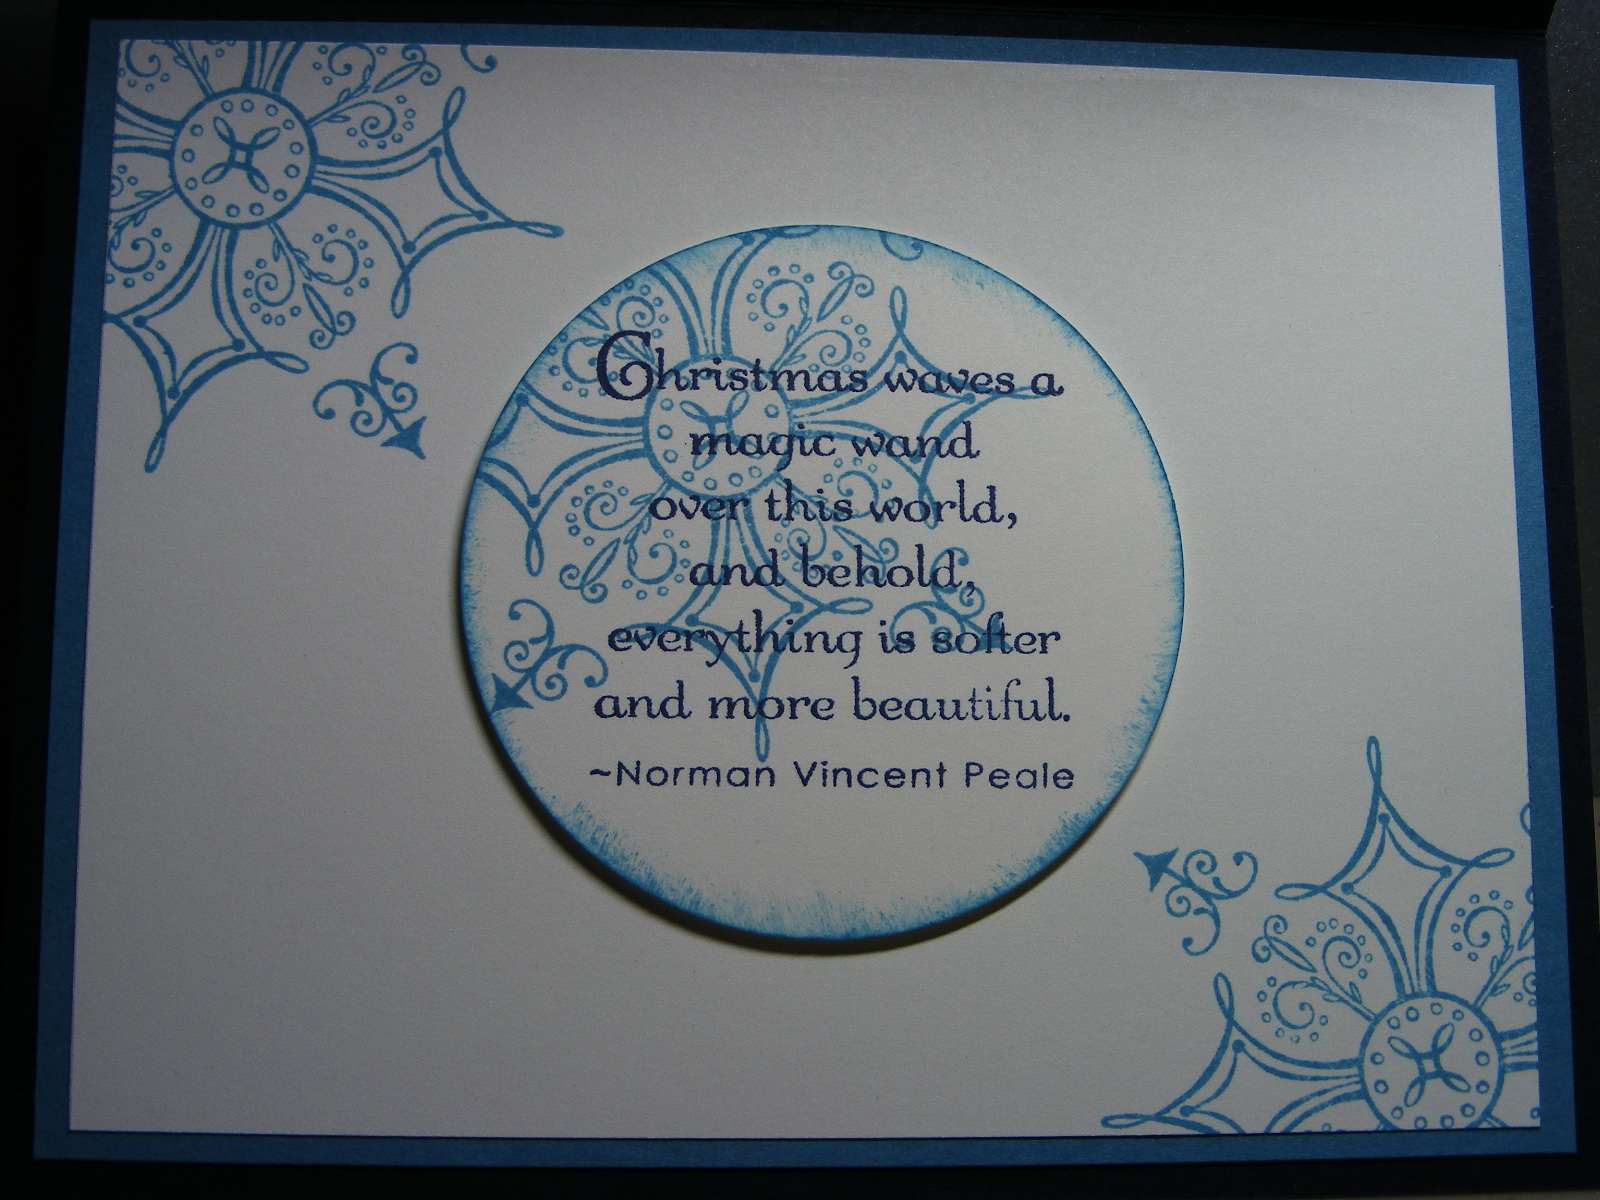 Christmas waves a
magic wand
over this world,
and behold,
everything is softer
and more beautiful.
~Norman Vincent Peale